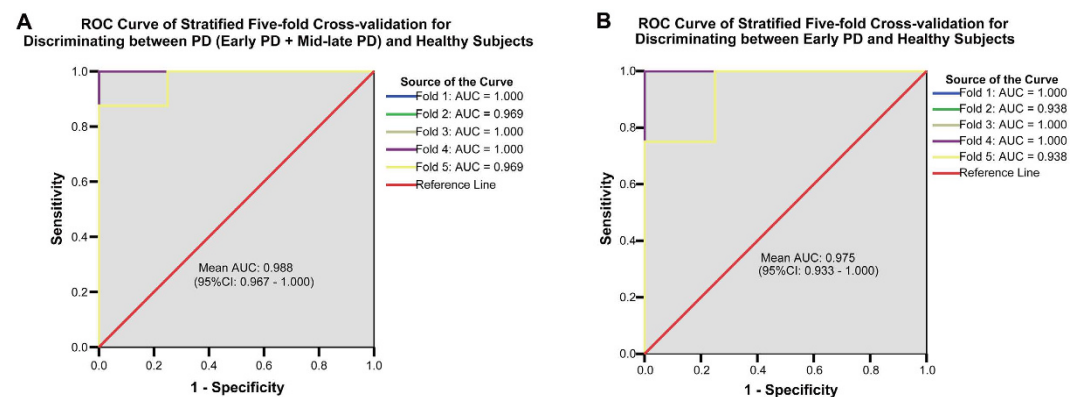 A
ROC Curve of Stratified Five-fold Cross-validation for
Discriminating between PD (Early PD + Mid-late PD) and Healthy Subjects
1.0
0.8
0.6
0.4
0.2
0.0
0.0 0.2 0.4 0.6 0.8 1.0
Sensitivity
1 - Specificity
Mean AUC: 0.988
(95%CI: 0.967 - 1.000)
Source of the Curve
Fold 1: AUC = 1.000
Fold 2: AUC = 0.969
Fold 3: AUC = 1.000
Fold 4: AUC = 1.000
Fold 5: AUC = 0.969
Reference Line
B
ROC Curve of Stratified Five-fold Cross-validation for
Discriminating between Early PD and Healthy Subjects
1.0
0.8
0.6
0.4
0.2
0.0
0.0 0.2 0.4 0.6 0.8 1.0
Sensitivity
1 - Specificity
Mean AUC: 0.975
(95%CI: 0.933 - 1.000)
Source of the Curve
Fold 1: AUC = 1.000
Fold 2: AUC = 0.938
Fold 3: AUC = 1.000
Fold 4: AUC = 1.000
Fold 5: AUC = 0.938
Reference Line